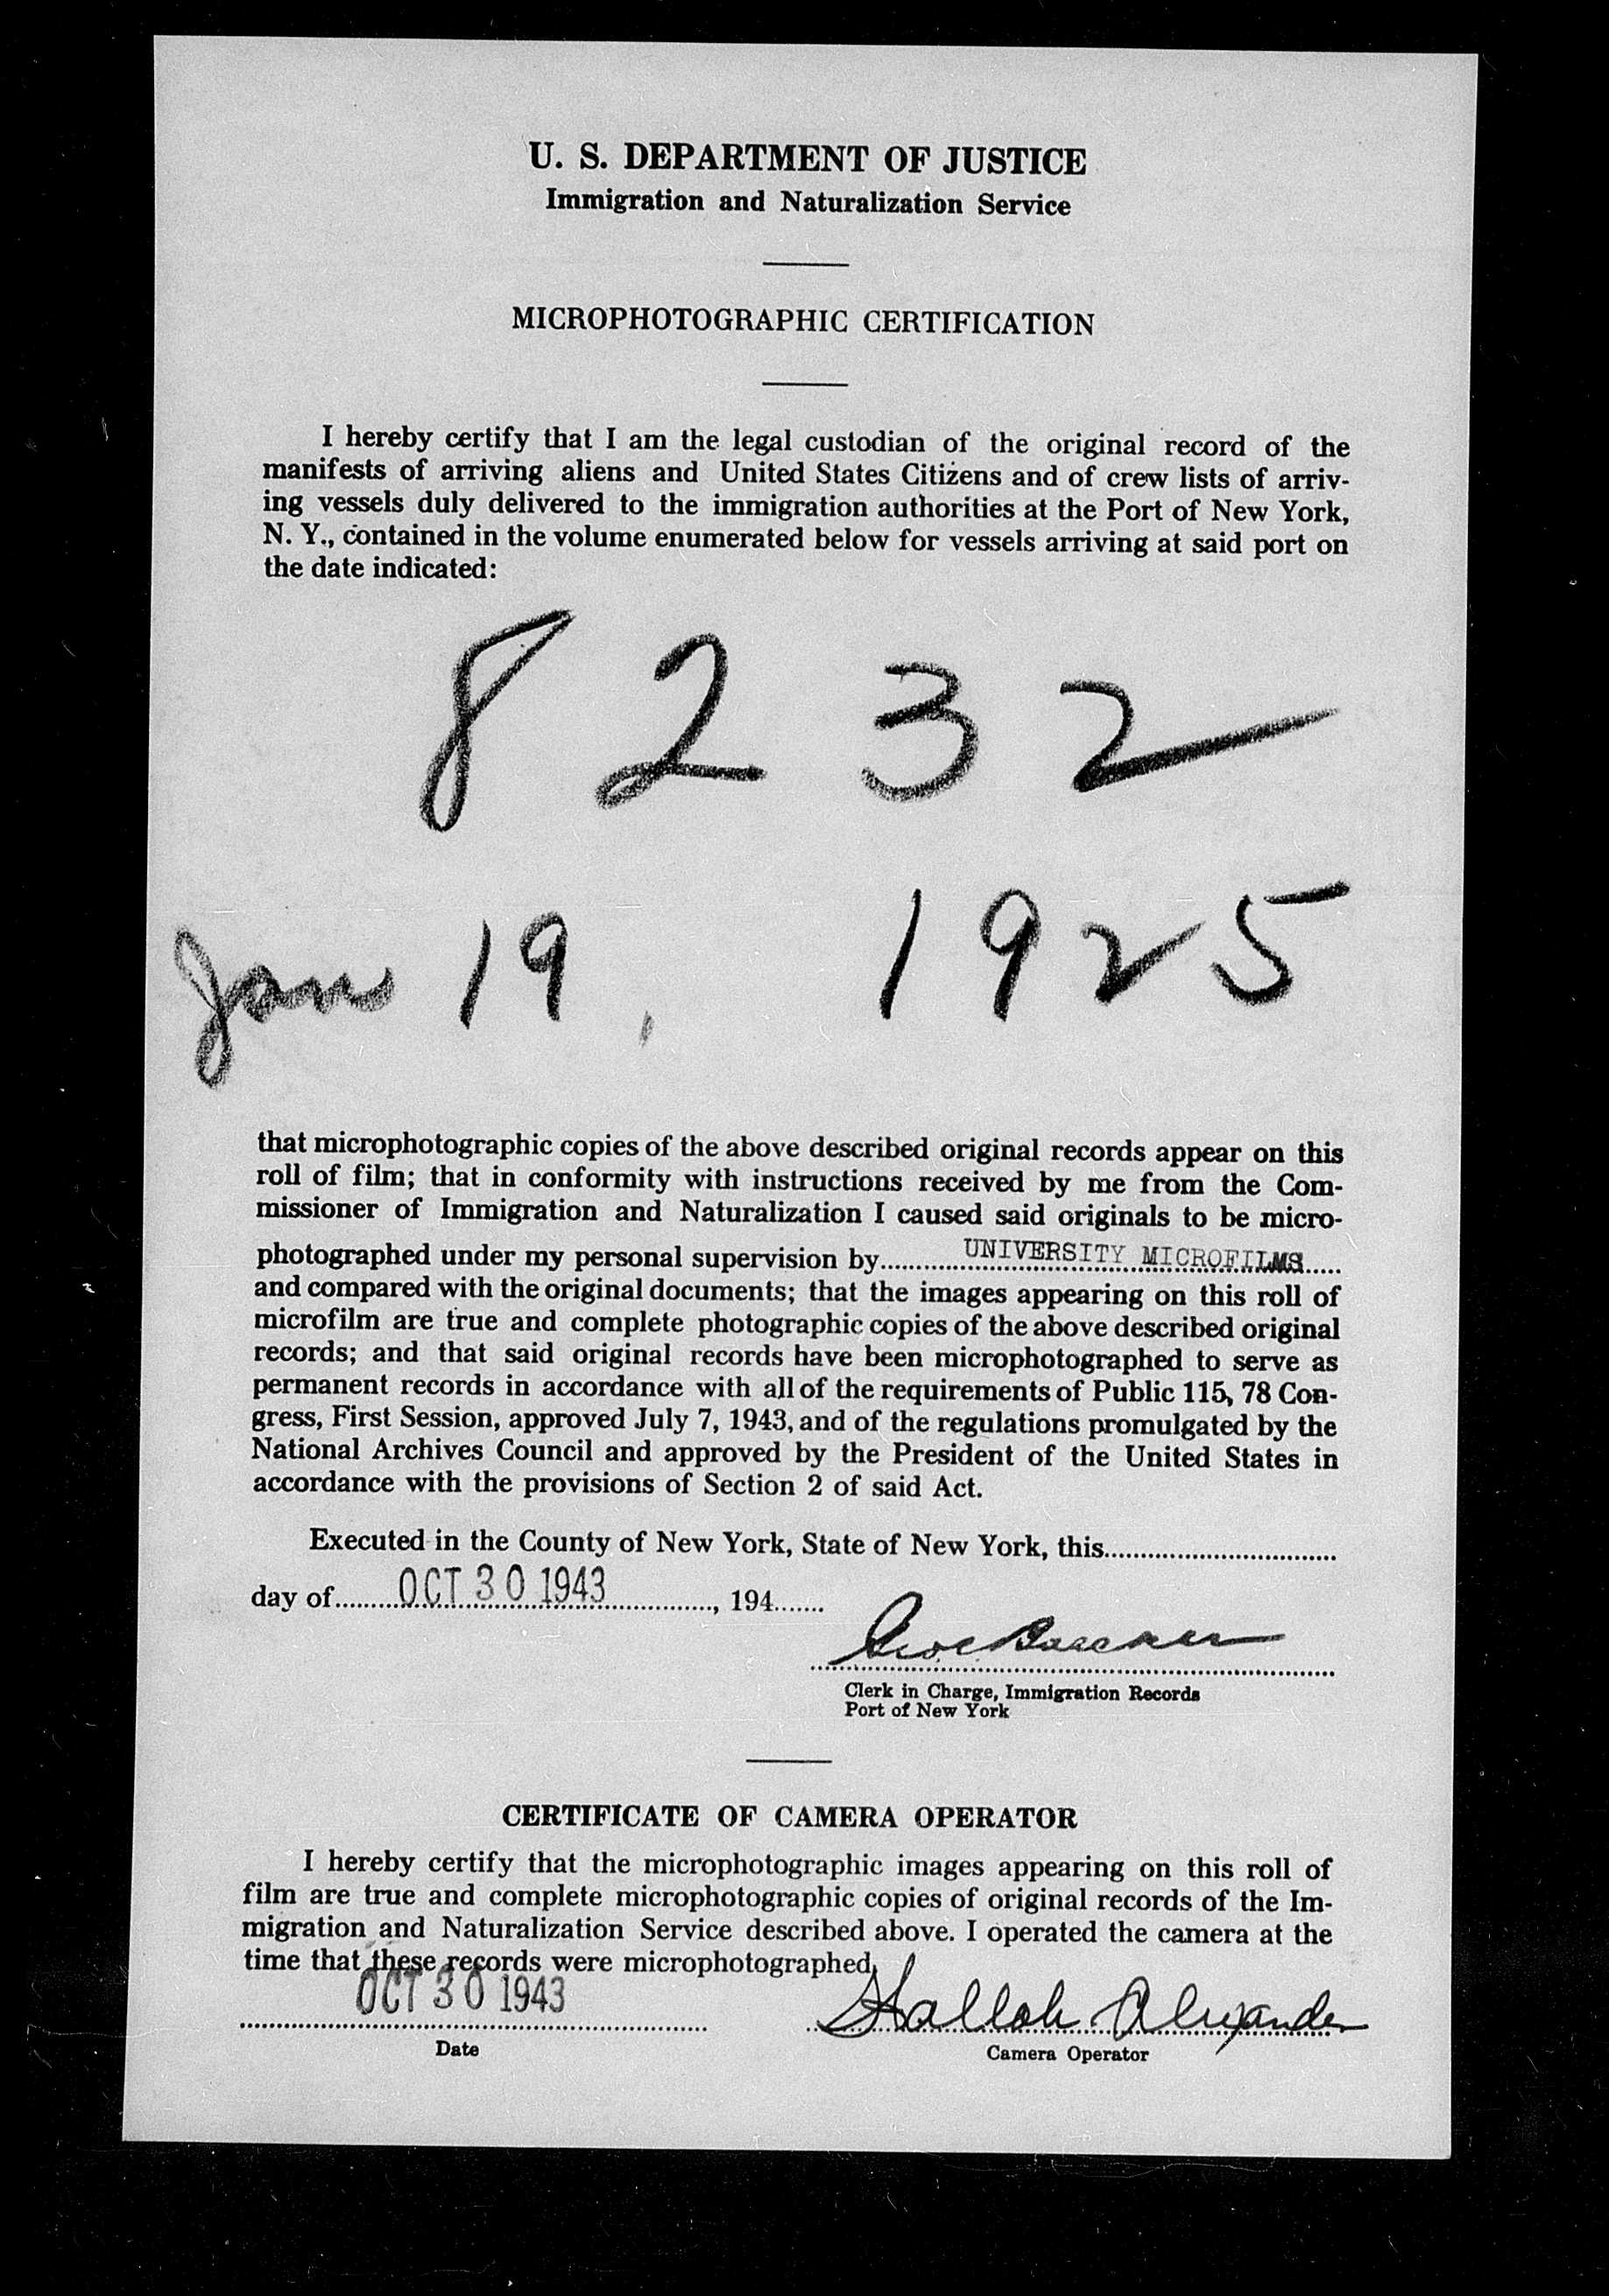 U. S. DEPARTMENT OF JUSTICE
Immigration and Naturalization Service
MICROPHOTOGRAPHIC CERTIFICATION
I hereby certify that I am the legal custodian of the original record of the
manifests of arriving aliens and United States Citizens and of crew lists of arriv-
ing vessels duly delivered to the immigration authorities at the Port of New York,
N. Y., contained in the volume enumerated below for vessels arriving at said port on
the date indicated:
8232
Jan 19, 1925
that microphotographic copies of the above described original records appear on this
roll of film; that in conformity with instructions received by me from the Com-
missioner of Immigration and Naturalization I caused said originals to be micro-
photographed under my personal supervision by UNIVERSITY MICROFILMS
and compared with the original documents; that the images appearing on this roll of
microfilm are true and complete photographic copies of the above described original
records; and that said original records have been microphotographed to serve as
permanent records in accordance with all of the requirements of Public 115, 78 Con-
gress, First Session, approved July 7, 1943, and of the regulations promulgated by the
National Archives Council and approved by the President of the United States in
accordance with the provisions of Section 2 of said Act.
Executed in the County of New York, State of New York, this
day of OCT 30 1943, 194
Clerk in Charge, Immigration Records
Port of New York
CERTIFICATE OF CAMERA OPERATOR
I hereby certify that the microphotographic images appearing on this roll of
film are true and complete microphotographic copies of original records of the Im-
migration and Naturalization Service described above. I operated the camera at the
time that these records were microphotographed.
OCT 30 1943
Alexander
Date
Camera Operator